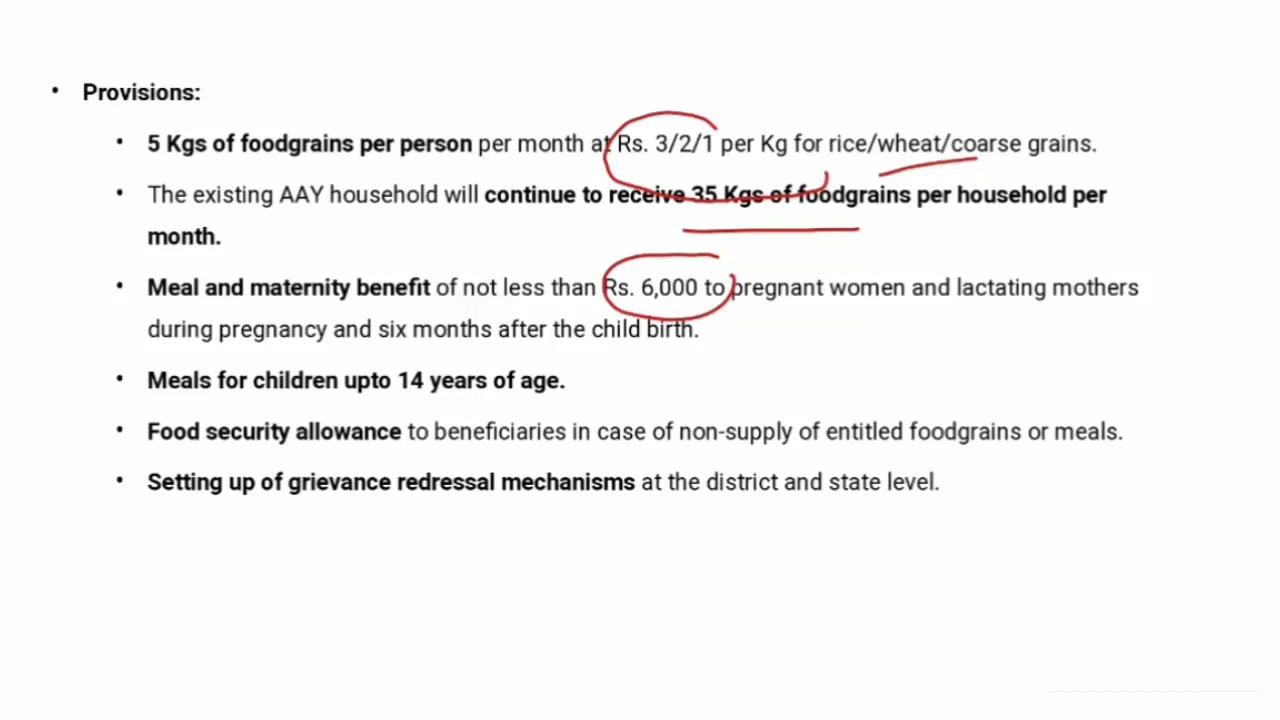 • Provisions:
• 5 Kgs of foodgrains per person per month at Rs. 3/2/1 per Kg for rice/wheat/coarse grains.
• The existing AAY household will continue to receive 35 Kgs of foodgrains per household per
month.
• Meal and maternity benefit of not less than Rs. 6,000 to pregnant women and lactating mothers
during pregnancy and six months after the child birth.
• Meals for children upto 14 years of age.
• Food security allowance to beneficiaries in case of non-supply of entitled foodgrains or meals.
• Setting up of grievance redressal mechanisms at the district and state level.